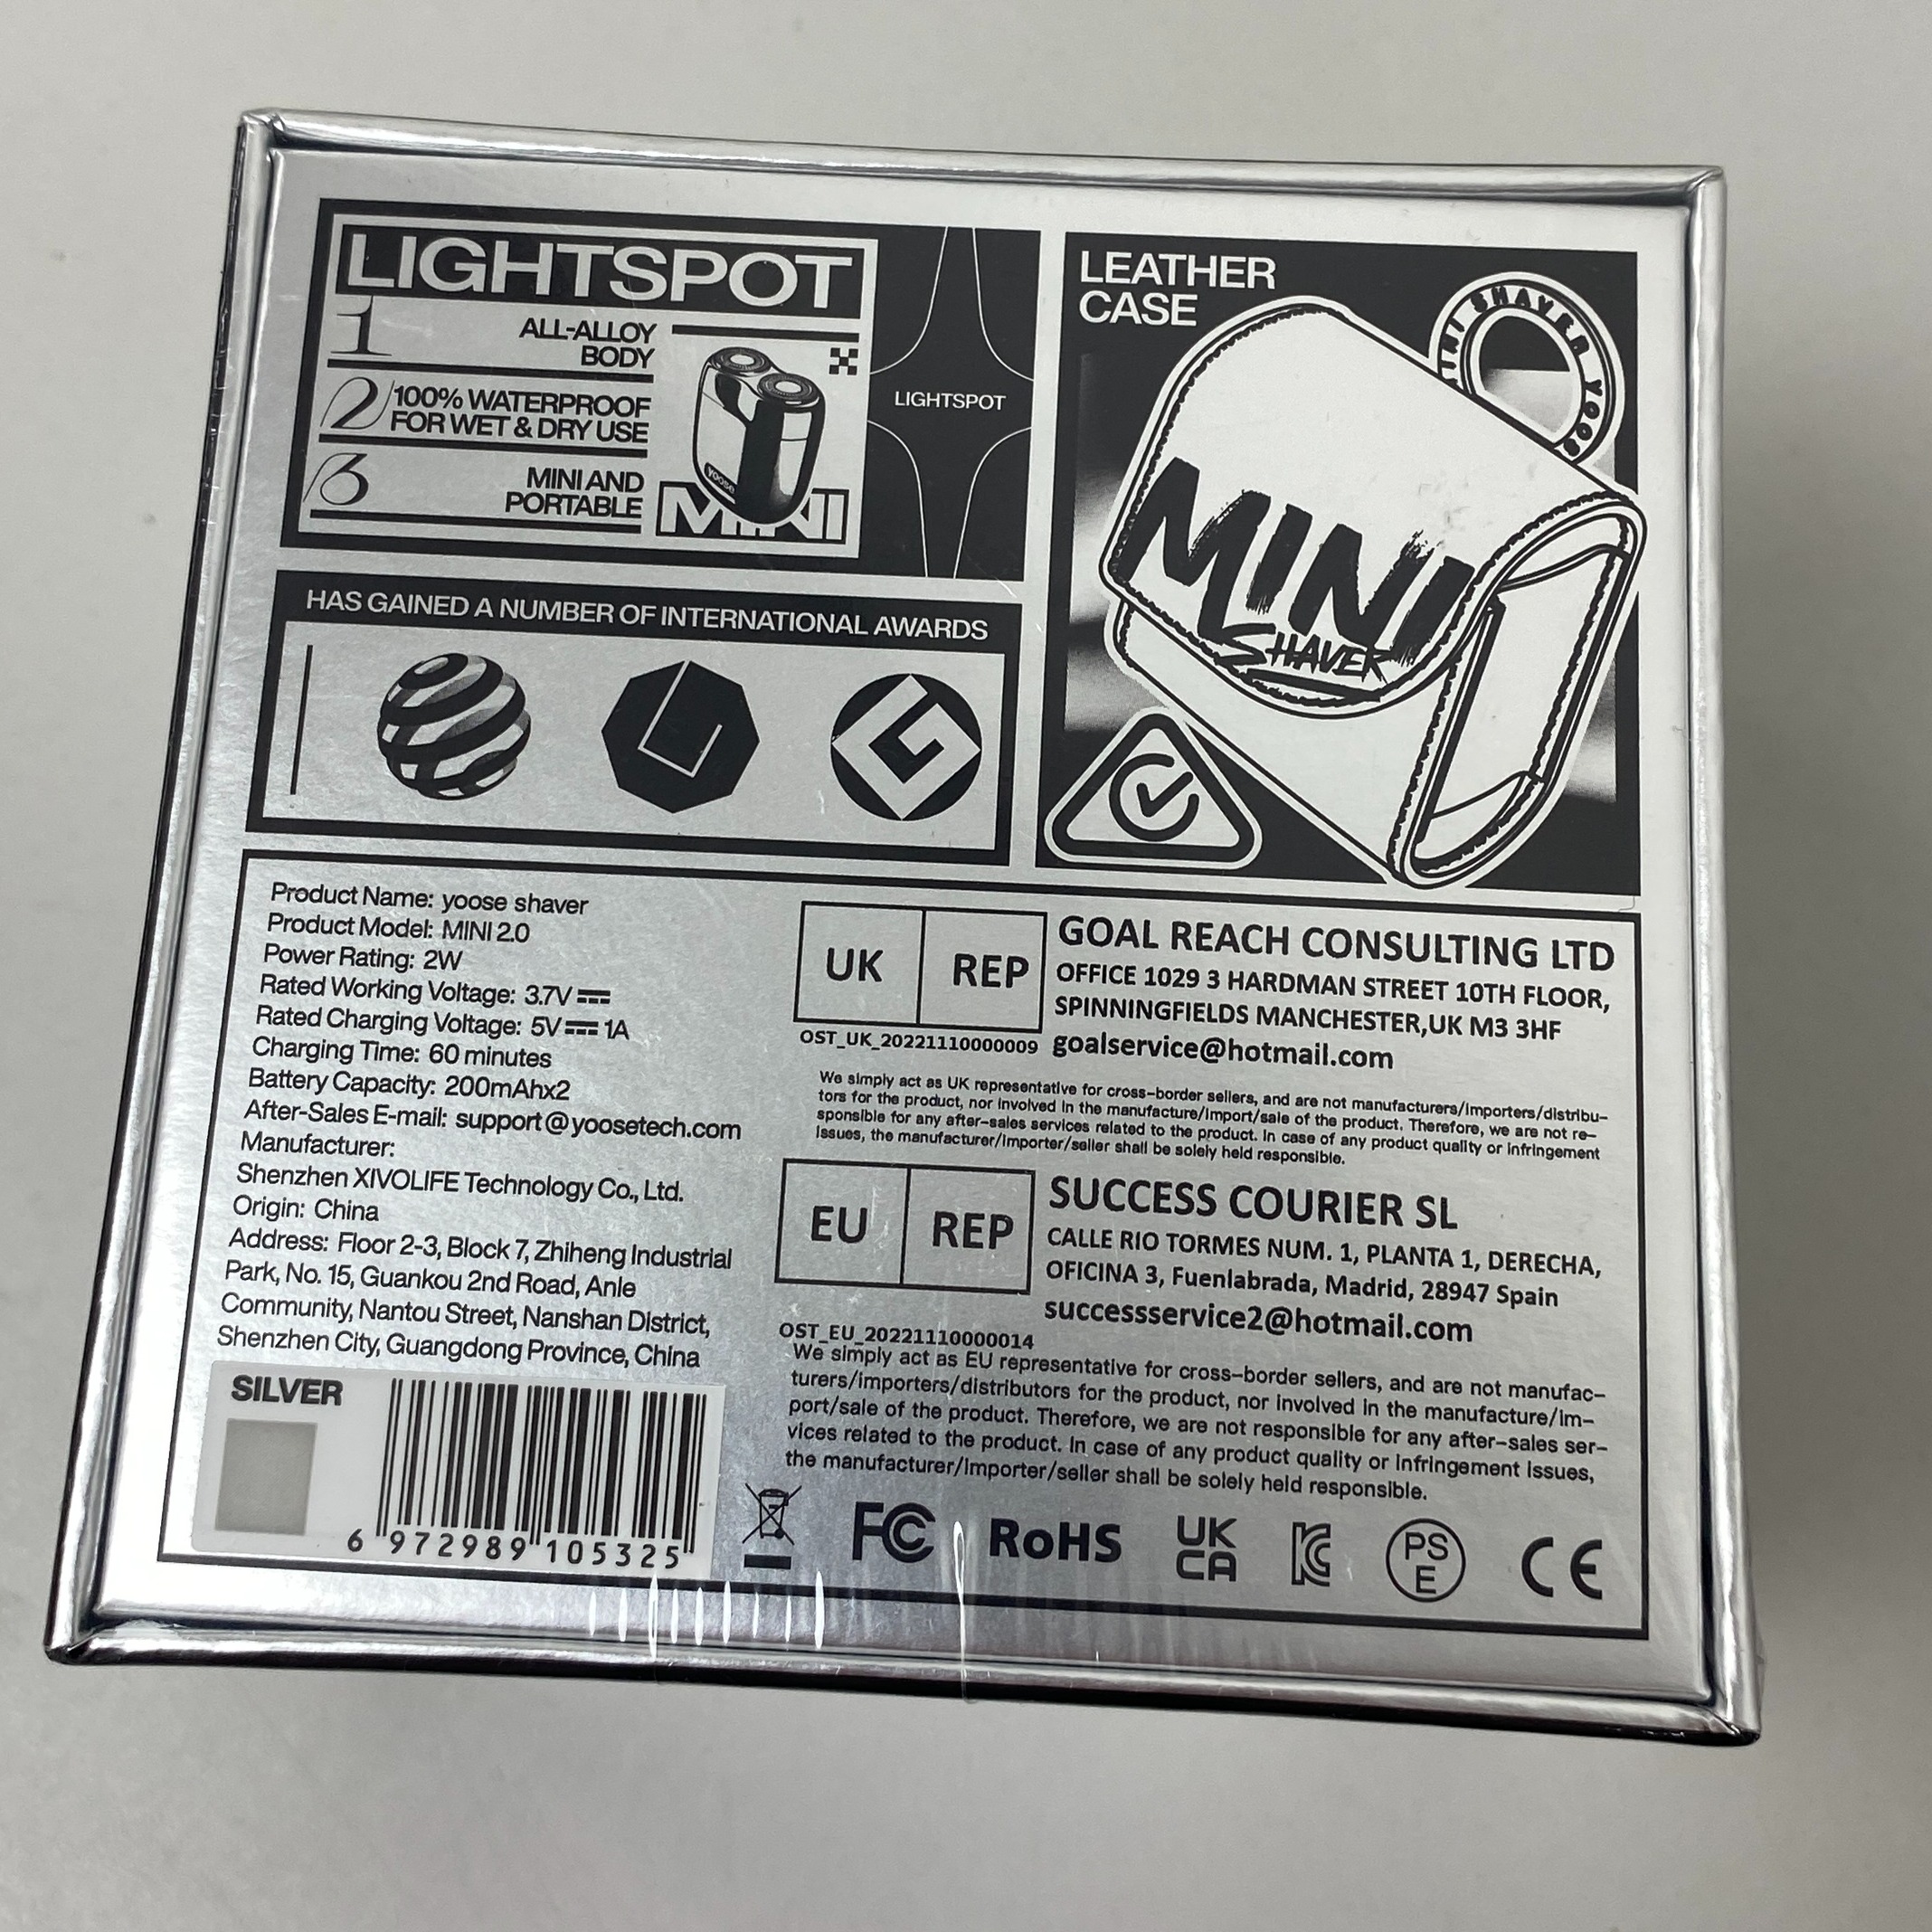 LIGHTSPOT
1
ALL-ALLOY
BODY
2
100% WATERPROOF
FOR WET & DRY USE
3
MINI AND
PORTABLE
yoose
MINI
LIGHTSPOT
LEATHER
CASE
MINI SHAVER YOOS
MINI
SHAVER
HAS GAINED A NUMBER OF INTERNATIONAL AWARDS
Product Name: yoose shaver
Product Model: MINI 2.0
Power Rating: 2W
Rated Working Voltage: 3.7V⎓
Rated Charging Voltage: 5V⎓1A
Charging Time: 60 minutes
Battery Capacity: 200mAhx2
After-Sales E-mail: support@yoosetech.com
Manufacturer:
Shenzhen XIVOLIFE Technology Co., Ltd.
Origin: China
Address: Floor 2-3, Block 7, Zhiheng Industrial
Park, No. 15, Guankou 2nd Road, Anle
Community, Nantou Street, Nanshan District,
Shenzhen City, Guangdong Province, China
SILVER
6 972989 105325
UK REP
OST_UK_20221110000009
GOAL REACH CONSULTING LTD
OFFICE 1029 3 HARDMAN STREET 10TH FLOOR,
SPINNINGFIELDS MANCHESTER,UK M3 3HF
goalservice@hotmail.com
We simply act as UK representative for cross-border sellers, and are not manufacturers/importers/distribu-
tors for the product, nor involved in the manufacture/import/sale of the product. Therefore, we are not re-
sponsible for any after-sales services related to the product. In case of any product quality or infringement
issues, the manufacturer/importer/seller shall be solely held responsible.
EU REP
OST_EU_20221110000014
SUCCESS COURIER SL
CALLE RIO TORMES NUM. 1, PLANTA 1, DERECHA,
OFICINA 3, Fuenlabrada, Madrid, 28947 Spain
successservice2@hotmail.com
We simply act as EU representative for cross-border sellers, and are not manufac-
turers/importers/distributors for the product, nor involved in the manufacture/im-
port/sale of the product. Therefore, we are not responsible for any after-sales ser-
vices related to the product. In case of any product quality or infringement issues,
the manufacturer/importer/seller shall be solely held responsible.
FC RoHS UK CA KC PS E CE